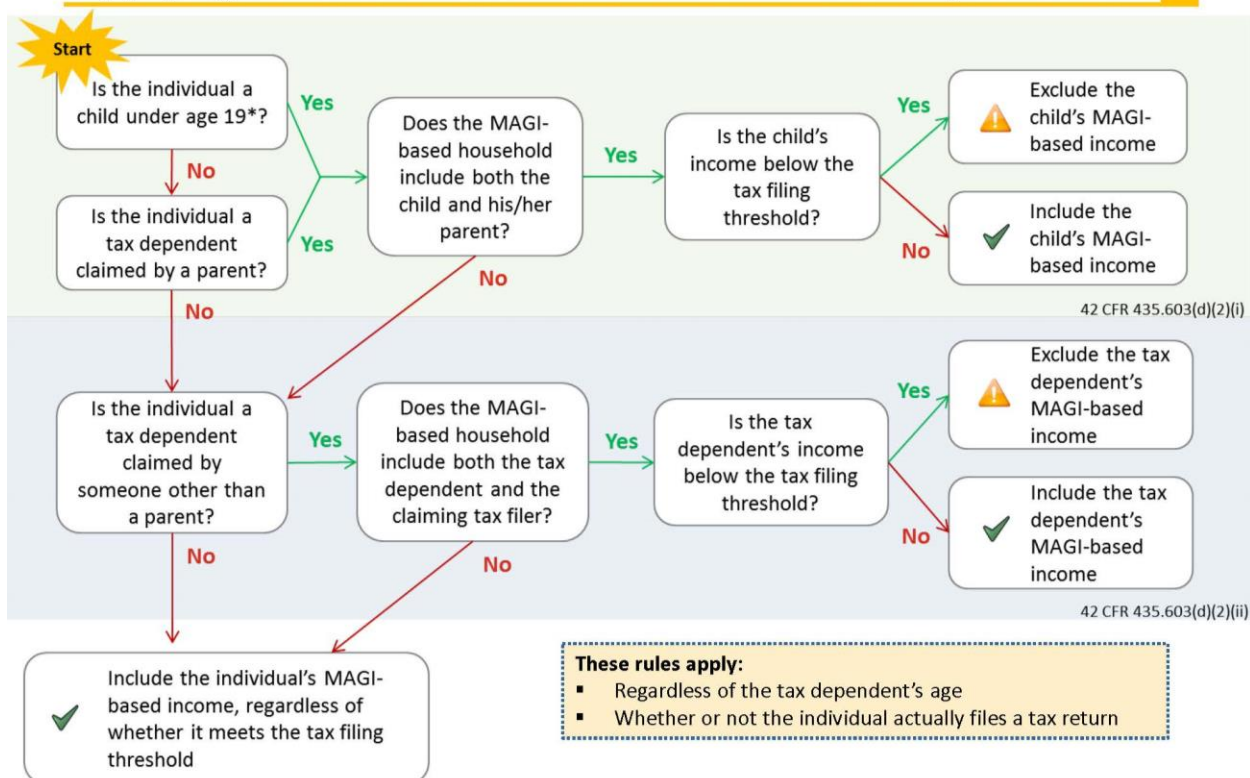 Start
Is the individual a
child under age 19*?
Yes
No
Is the individual a
tax dependent
claimed by a parent?
Yes
No
Does the MAGI-
based household
include both the
child and his/her
parent?
Yes
No
Is the child's
income below the
tax filing
threshold?
Yes
Exclude the
child's MAGI-
based income
No
Include the
child's MAGI-
based income
42 CFR 435.603(d)(2)(i)
Is the individual a
tax dependent
claimed by
someone other than
a parent?
Yes
No
Does the MAGI-
based household
include both the tax
dependent and the
claiming tax filer?
Yes
No
Is the tax
dependent's income
below the tax filing
threshold?
Yes
Exclude the tax
dependent's
MAGI-based
income
No
Include the tax
dependent's
MAGI-based
income
42 CFR 435.603(d)(2)(ii)
Include the individual's MAGI-
based income, regardless of
whether it meets the tax filing
threshold
These rules apply:
▪ Regardless of the tax dependent's age
▪ Whether or not the individual actually files a tax return